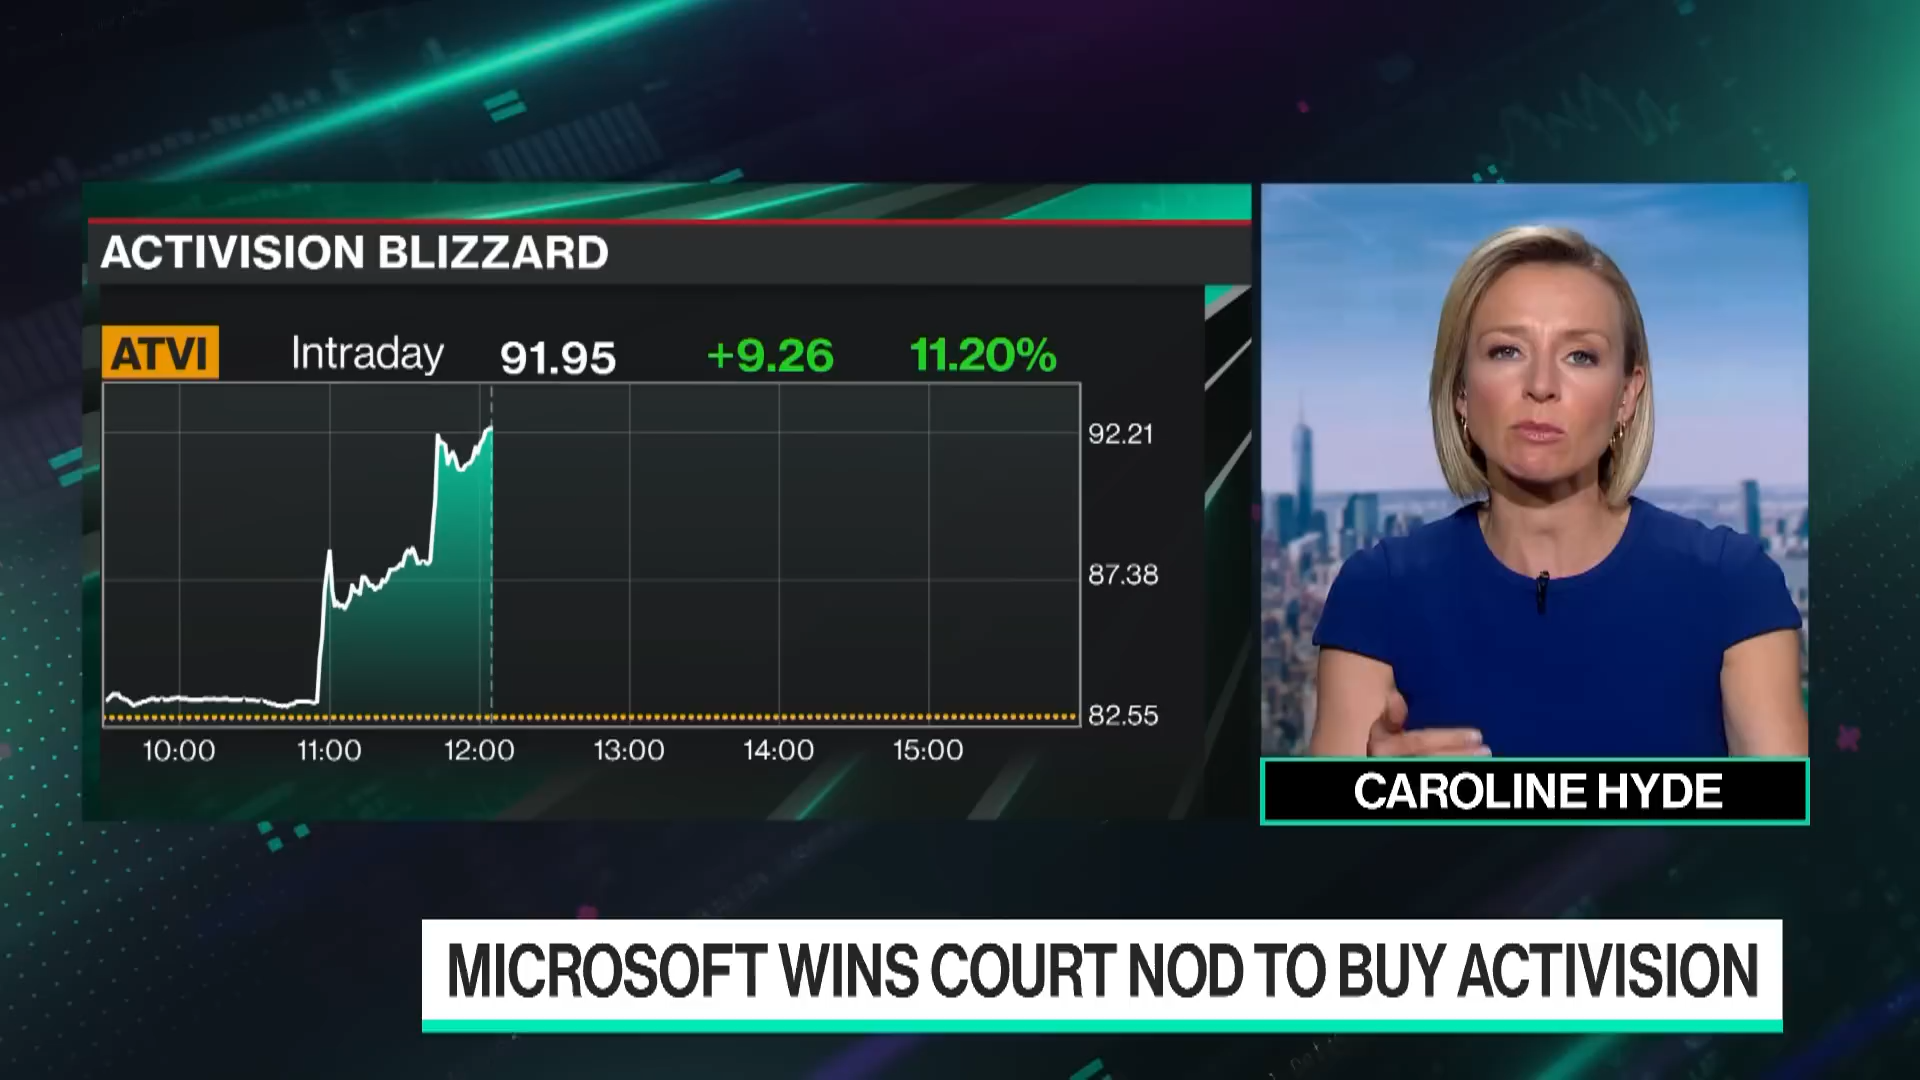 ACTIVISION BLIZZARD
ATVI Intraday 91.95 +9.26 11.20%
92.21
87.38
82.55
10:00 11:00 12:00 13:00 14:00 15:00
CAROLINE HYDE
MICROSOFT WINS COURT NOD TO BUY ACTIVISION